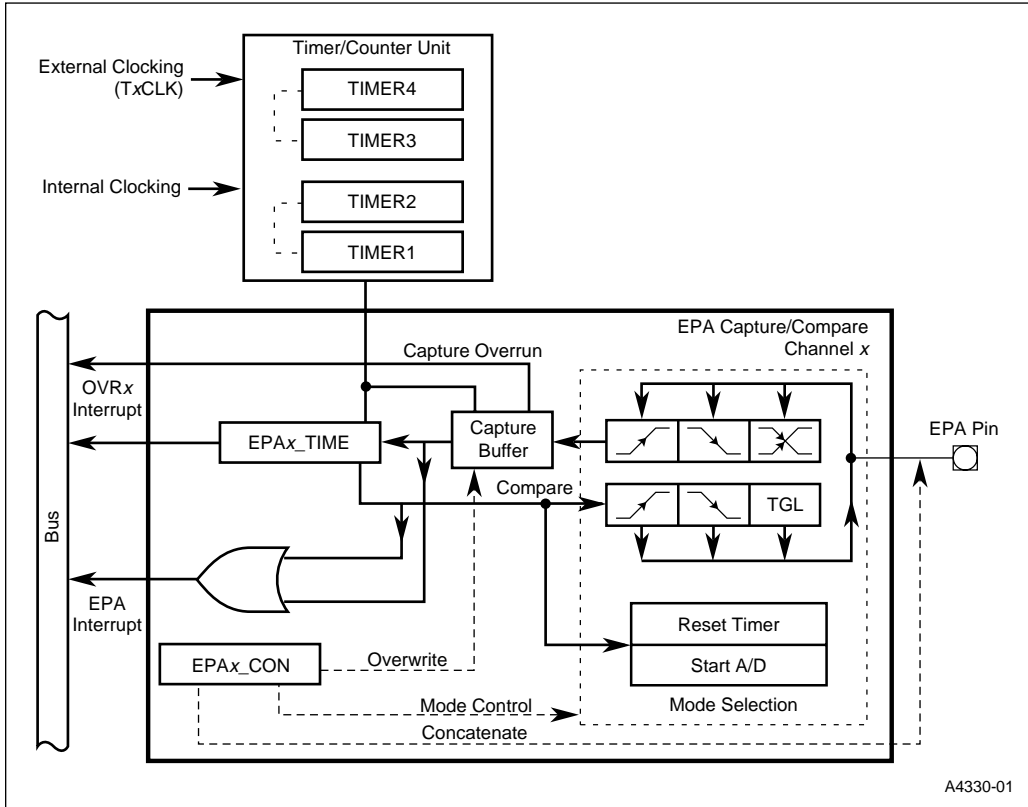 Timer/Counter Unit
External Clocking
(TxCLK)
TIMER4
TIMER3
Internal Clocking
TIMER2
TIMER1
EPA Capture/Compare
Channel x
Capture Overrun
OVRx
Interrupt
EPAx_TIME
Capture
Buffer
EPA Pin
Compare
TGL
Bus
EPA
Interrupt
Reset Timer
Start A/D
EPAx_CON
Overwrite
Mode Control
Mode Selection
Concatenate
A4330-01